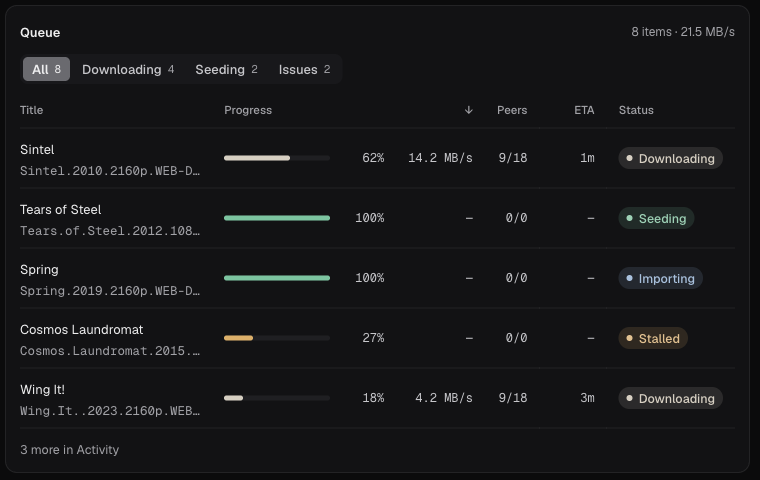 Queue 8 items · 21.5 MB/s
All 8 Downloading 4 Seeding 2 Issues 2
Title Progress ↓ Peers ETA Status
Sintel
Sintel.2010.2160p.WEB-D… 62% 14.2 MB/s 9/18 1m Downloading
Tears of Steel
Tears.of.Steel.2012.108… 100% – 0/0 – Seeding
Spring
Spring.2019.2160p.WEB-D… 100% – 0/0 – Importing
Cosmos Laundromat
Cosmos.Laundromat.2015.… 27% – 0/0 – Stalled
Wing It!
Wing.It..2023.2160p.WEB… 18% 4.2 MB/s 9/18 3m Downloading
3 more in Activity